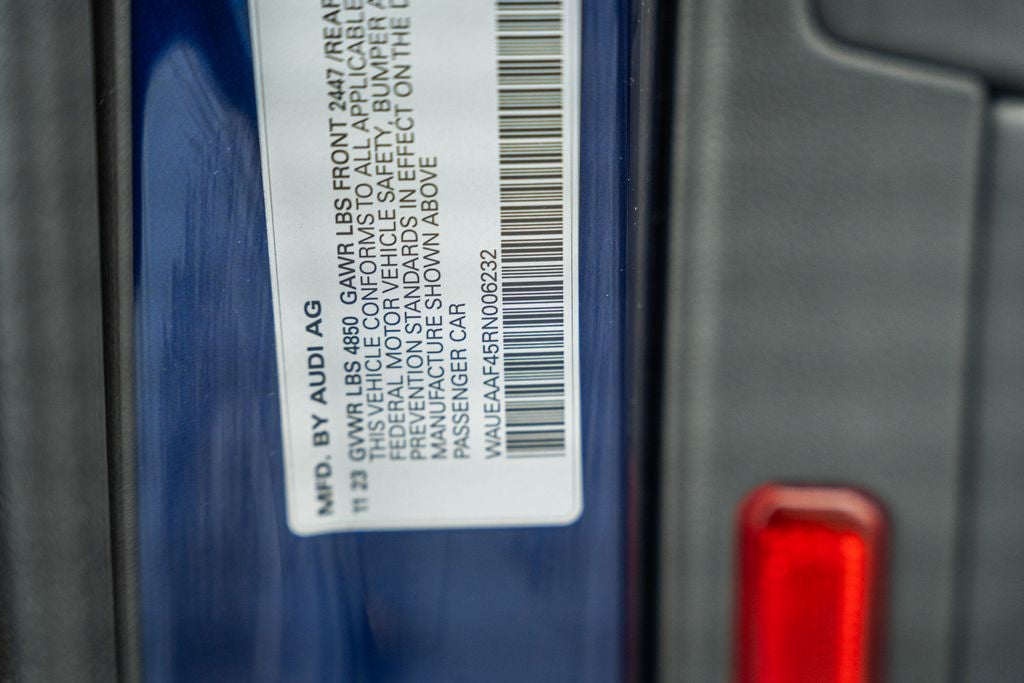 MFD. BY AUDI AG
11 23 GVWR LBS 4850 GAWR LBS FRONT 2447 /REAR
THIS VEHICLE CONFORMS TO ALL APPLICABLE
FEDERAL MOTOR VEHICLE SAFETY, BUMPER A
PREVENTION STANDARDS IN EFFECT ON THE D
MANUFACTURE SHOWN ABOVE
PASSENGER CAR
WAUEAAF45RN006232